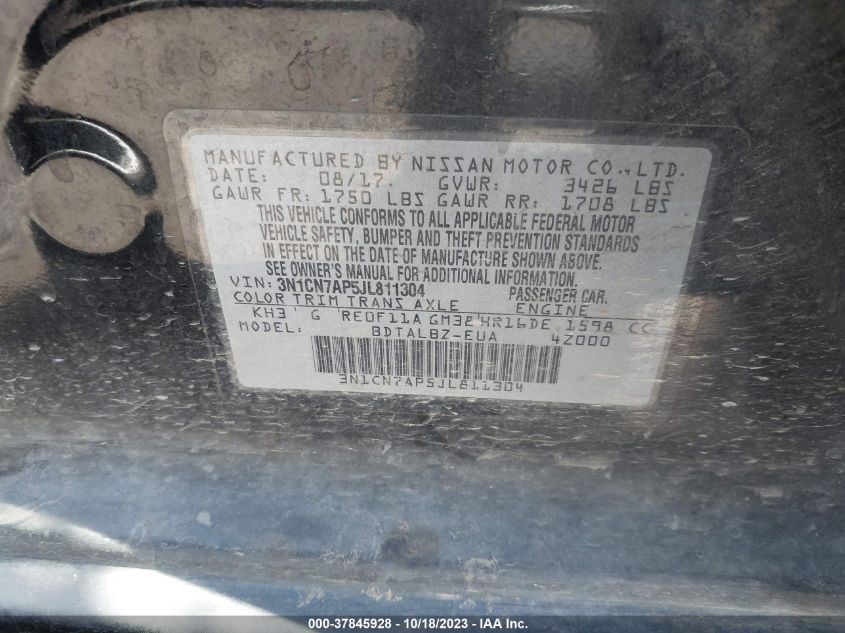 MANUFACTURED BY NISSAN MOTOR CO., LTD.
DATE: 08/17 GVWR: 3426 LBS
GAWR FR: 1750 LBS GAWR RR: 1708 LBS
THIS VEHICLE CONFORMS TO ALL APPLICABLE FEDERAL MOTOR
VEHICLE SAFETY, BUMPER AND THEFT PREVENTION STANDARDS
IN EFFECT ON THE DATE OF MANUFACTURE SHOWN ABOVE.
SEE OWNER'S MANUAL FOR ADDITIONAL INFORMATION.
VIN: 3N1CN7AP5JL811304 PASSENGER CAR.
COLOR TRIM TRANS AXLE ENGINE
KH3 G RE0F11A GM38 HR16DE 1598 CC
MODEL: BDTALBZ-EUA 4Z000
3N1CN7AP5JL811304
000-37845928 - 10/18/2023 - IAAI.com